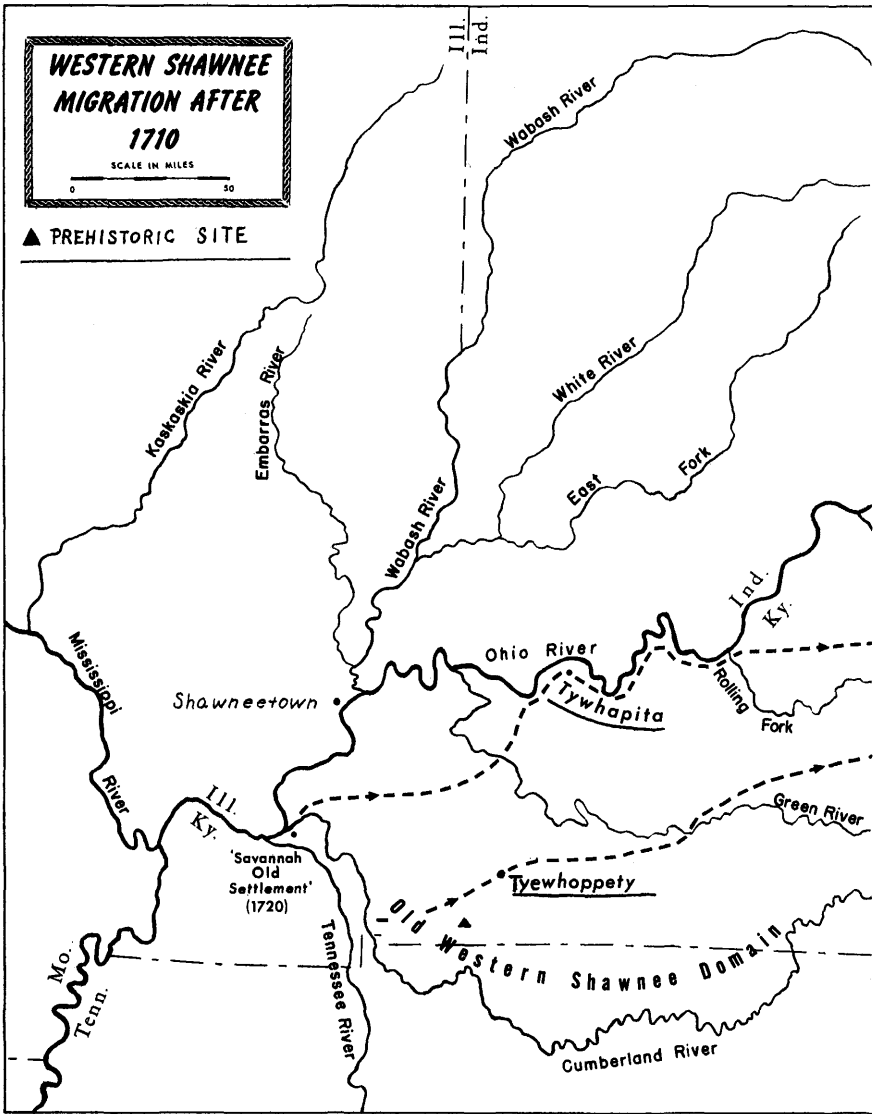 WESTERN SHAWNEE
MIGRATION AFTER
1710
SCALE IN MILES
0 50
▲ PREHISTORIC SITE
Ill.
Ind.
Wabash River
Kaskaskia River
Embarras River
White River
East Fork
Wabash River
Ind.
Ky.
Mississippi
River
Ohio River
Shawneetown
Tywhapita
Rolling
Fork
Ill.
Ky.
Green River
'Savannah
Old
Settlement'
(1720)
Tyewhoppety
Old Western Shawnee Domain
Tennessee River
Mo.
Tenn.
Cumberland River